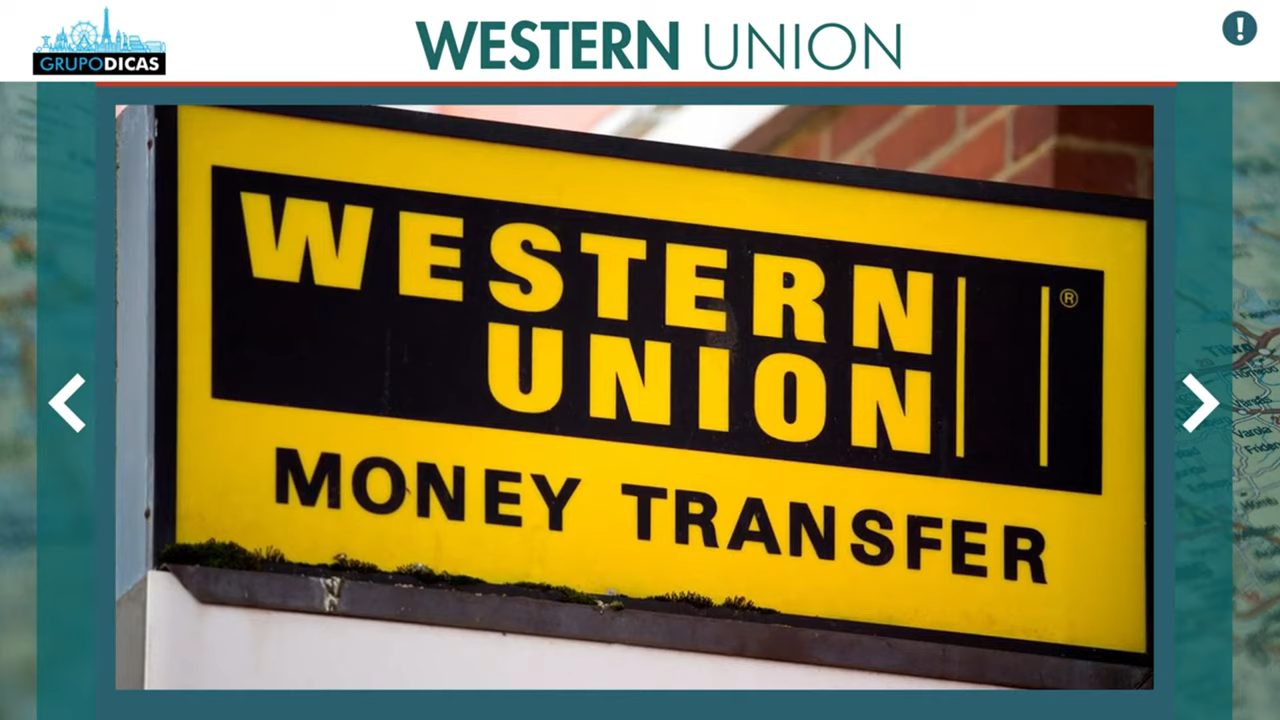 GRUPODICAS
WESTERN UNION
WESTERN
UNION
®
MONEY TRANSFER